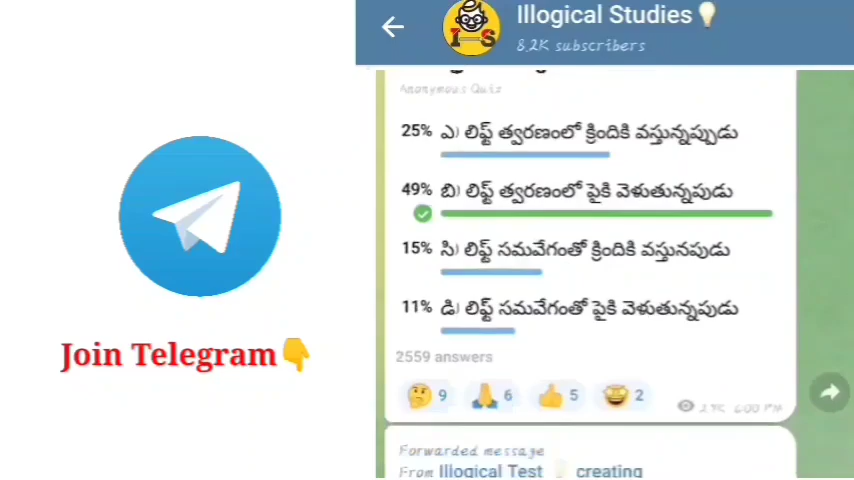 Illogical Studies💡
8.2K subscribers
I S
Anonymous Quiz
25% ఎ) లిఫ్ట్ త్వరణంలో క్రిందికి వస్తున్నప్పుడు
49% బి) లిఫ్ట్ త్వరణంలో పైకి వెళుతున్నపుడు
15% సి) లిఫ్ట్ సమవేగంతో క్రిందికి వస్తునపుడు
11% డి) లిఫ్ట్ సమవేగంతో పైకి వెళుతున్నపుడు
2559 answers
🤔 9 🙏 6 👍 5 🤩 2
Join Telegram👇
Forwarded message
From Illogical Test 💡 creating